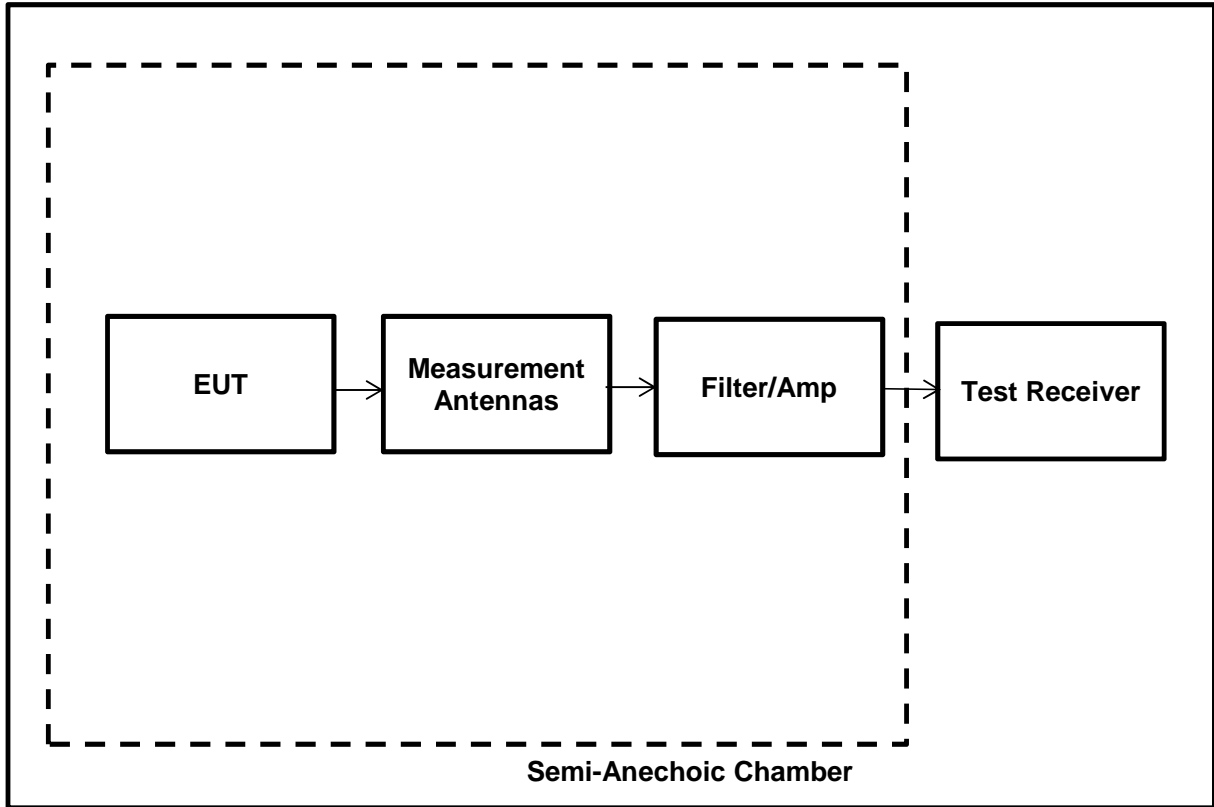 EUT
Measurement
Antennas
Filter/Amp
Test Receiver
Semi-Anechoic Chamber